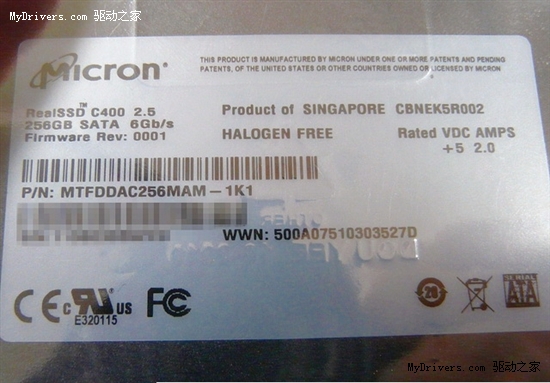 MyDrivers.com 驱动之家
Micron®
THIS PRODUCT IS MANUFACTURED BY MICRON UNDER ONE OR MORE PATENTS AND PENDING
PATENTS, OF THE UNITED STATES OR OTHER COUNTRIES OWNED OR LICENSED BY MICRON
RealSSD™ C400 2.5
256GB SATA 6Gb/s
Firmware Rev: 0001
Product of SINGAPORE CBNEK5R002
HALOGEN FREE
Rated VDC AMPS
+5 2.0
P/N: MTFDDAC256MAM-1K1
WWN: 500A07510303527D
CE
c UR US
E320115
FC
20
SERIAL
ATA
MyDrivers.com 驱动之家